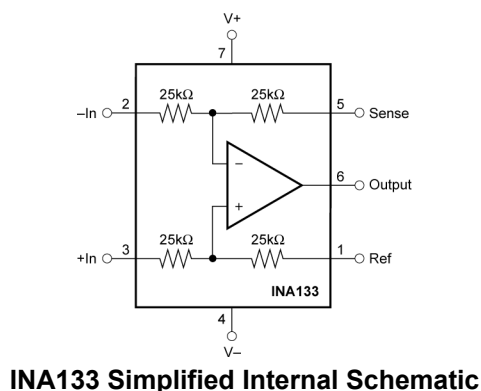 V+
7
25kΩ 25kΩ
–In 2 5 Sense
–
6 Output
+
25kΩ 25kΩ
+In 3 1 Ref
INA133
4
V–
INA133 Simplified Internal Schematic